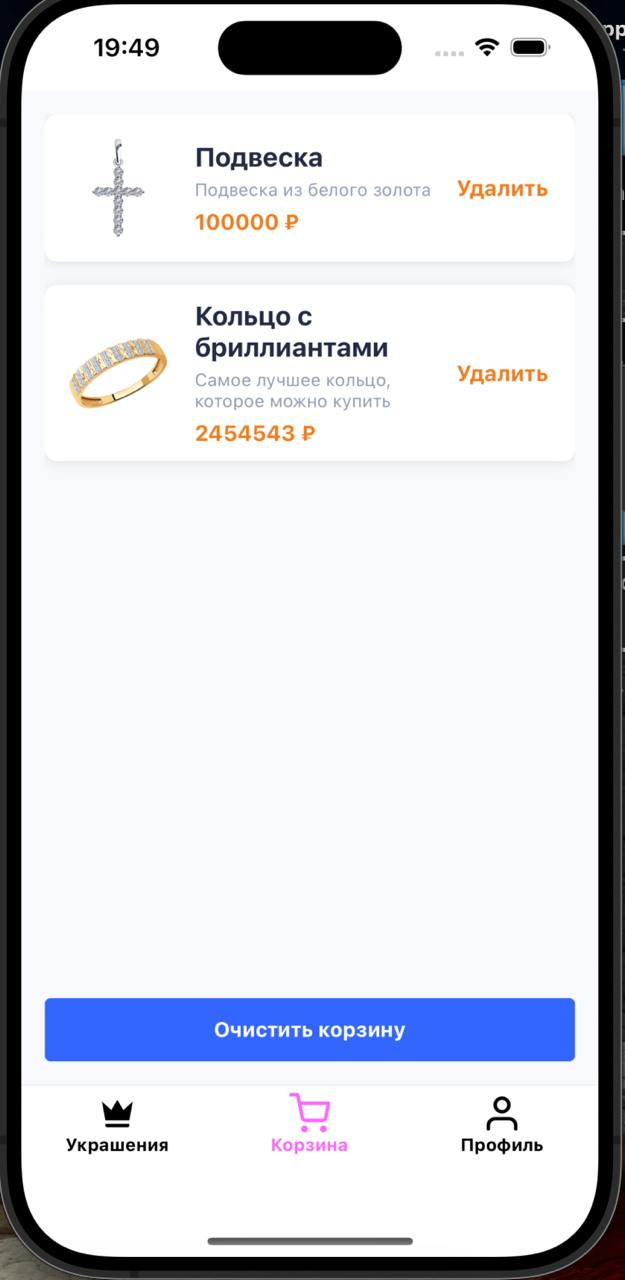 19:49
Подвеска
Подвеска из белого золота
100000 ₽
Удалить
Кольцо с
бриллиантами
Самое лучшее кольцо,
которое можно купить
2454543 ₽
Удалить
Очистить корзину
Украшения
Корзина
Профиль